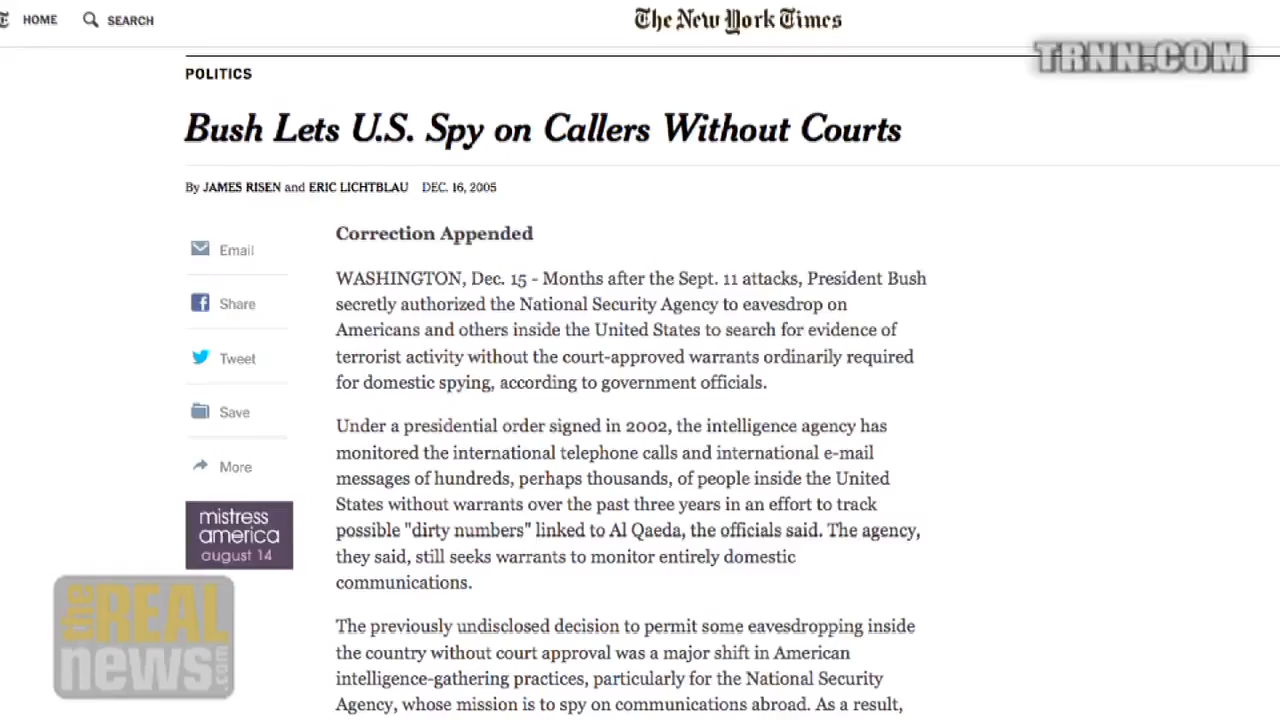 HOME SEARCH The New York Times
TRNN.COM
POLITICS
Bush Lets U.S. Spy on Callers Without Courts
By JAMES RISEN and ERIC LICHTBLAU DEC. 16, 2005
Email
Share
Tweet
Save
More
mistress
america
august 14
Correction Appended
WASHINGTON, Dec. 15 - Months after the Sept. 11 attacks, President Bush
secretly authorized the National Security Agency to eavesdrop on
Americans and others inside the United States to search for evidence of
terrorist activity without the court-approved warrants ordinarily required
for domestic spying, according to government officials.
Under a presidential order signed in 2002, the intelligence agency has
monitored the international telephone calls and international e-mail
messages of hundreds, perhaps thousands, of people inside the United
States without warrants over the past three years in an effort to track
possible "dirty numbers" linked to Al Qaeda, the officials said. The agency,
they said, still seeks warrants to monitor entirely domestic
communications.
The previously undisclosed decision to permit some eavesdropping inside
the country without court approval was a major shift in American
intelligence-gathering practices, particularly for the National Security
Agency, whose mission is to spy on communications abroad. As a result,
the REAL
news.com